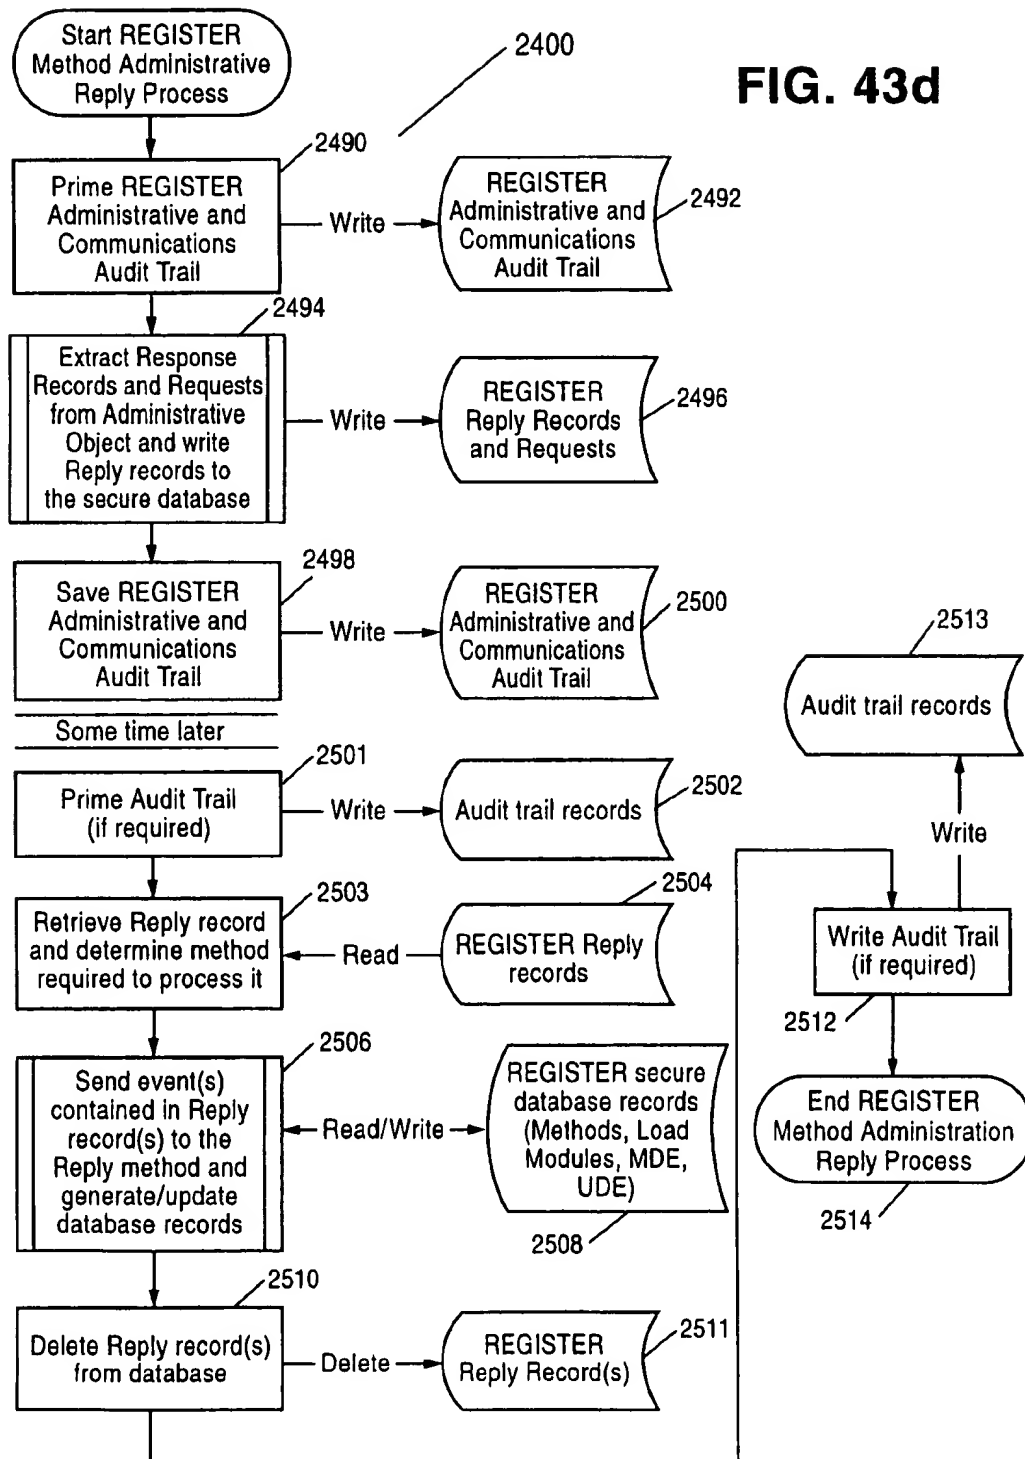 Start REGISTER
Method Administrative
Reply Process
2400
FIG. 43d
2490
Prime REGISTER
Administrative and
Communications
Audit Trail
Write
REGISTER
Administrative and
Communications
Audit Trail
2492
2494
Extract Response
Records and Requests
from Administrative
Object and write
Reply records to
the secure database
Write
REGISTER
Reply Records
and Requests
2496
2498
Save REGISTER
Administrative and
Communications
Audit Trail
Write
REGISTER
Administrative and
Communications
Audit Trail
2500
Some time later
2501
Prime Audit Trail
(if required)
Write
Audit trail records
2502
2503
Retrieve Reply record
and determine method
required to process it
Read
REGISTER Reply
records
2504
2506
Send event(s)
contained in Reply
record(s) to the
Reply method and
generate/update
database records
Read/Write
REGISTER secure
database records
(Methods, Load
Modules, MDE,
UDE)
2508
2510
Delete Reply record(s)
from database
Delete
REGISTER
Reply Record(s)
2511
2513
Audit trail records
Write
Write Audit Trail
(if required)
2512
End REGISTER
Method Administration
Reply Process
2514